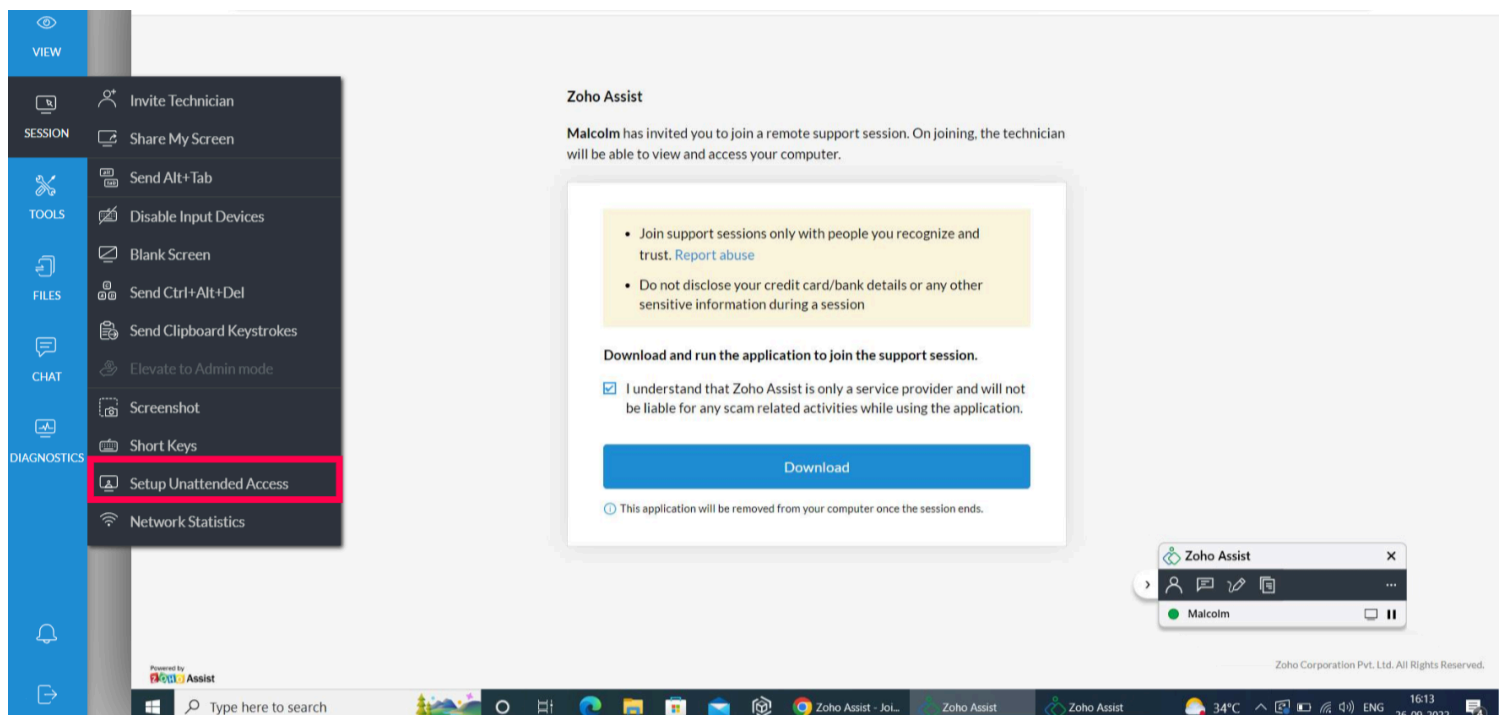 VIEW
SESSION
TOOLS
FILES
CHAT
DIAGNOSTICS
Invite Technician
Share My Screen
alt
tab
Send Alt+Tab
Disable Input Devices
Blank Screen
Send Ctrl+Alt+Del
Send Clipboard Keystrokes
Elevate to Admin mode
Screenshot
Short Keys
Setup Unattended Access
Network Statistics
Zoho Assist
Malcolm has invited you to join a remote support session. On joining, the technician
will be able to view and access your computer.
• Join support sessions only with people you recognize and
trust. Report abuse
• Do not disclose your credit card/bank details or any other
sensitive information during a session
Download and run the application to join the support session.
I understand that Zoho Assist is only a service provider and will not
be liable for any scam related activities while using the application.
Download
This application will be removed from your computer once the session ends.
Zoho Assist
Malcolm
Powered by
ZOHO Assist
Zoho Corporation Pvt. Ltd. All Rights Reserved.
Type here to search
Zoho Assist - Joi...
Zoho Assist
Zoho Assist
34°C
ENG
16:13